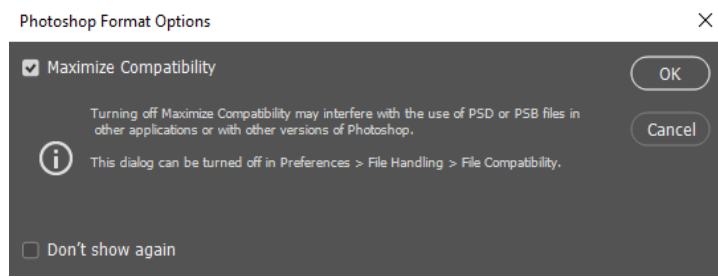 Photoshop Format Options
Maximize Compatibility
OK
Turning off Maximize Compatibility may interfere with the use of PSD or PSB files in
other applications or with other versions of Photoshop.
Cancel
This dialog can be turned off in Preferences > File Handling > File Compatibility.
Don't show again